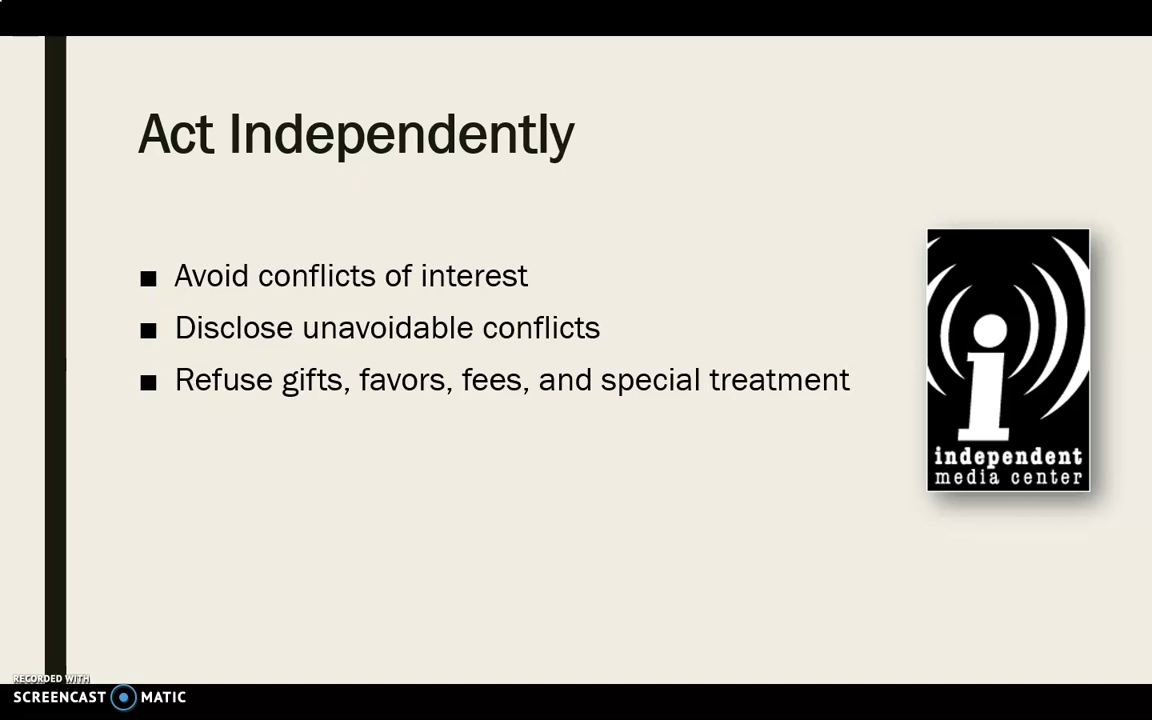 Act Independently
■ Avoid conflicts of interest
■ Disclose unavoidable conflicts
■ Refuse gifts, favors, fees, and special treatment
i
independent
media center
RECORDED WITH
SCREENCAST MATIC